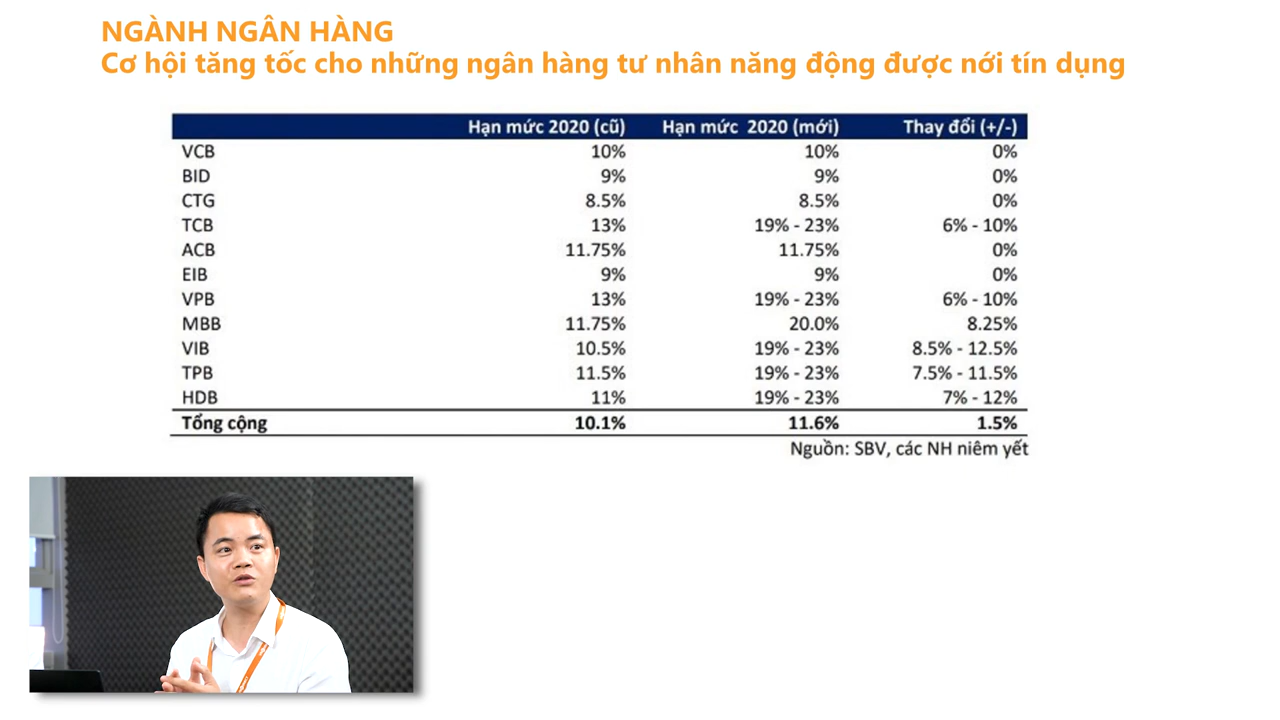 NGÀNH NGÂN HÀNG
Cơ hội tăng tốc cho những ngân hàng tư nhân năng động được nới tín dụng
Hạn mức 2020 (cũ) Hạn mức 2020 (mới) Thay đổi (+/-)
VCB 10% 10% 0%
BID 9% 9% 0%
CTG 8.5% 8.5% 0%
TCB 13% 19% - 23% 6% - 10%
ACB 11.75% 11.75% 0%
EIB 9% 9% 0%
VPB 13% 19% - 23% 6% - 10%
MBB 11.75% 20.0% 8.25%
VIB 10.5% 19% - 23% 8.5% - 12.5%
TPB 11.5% 19% - 23% 7.5% - 11.5%
HDB 11% 19% - 23% 7% - 12%
Tổng cộng 10.1% 11.6% 1.5%
Nguồn: SBV, các NH niêm yết